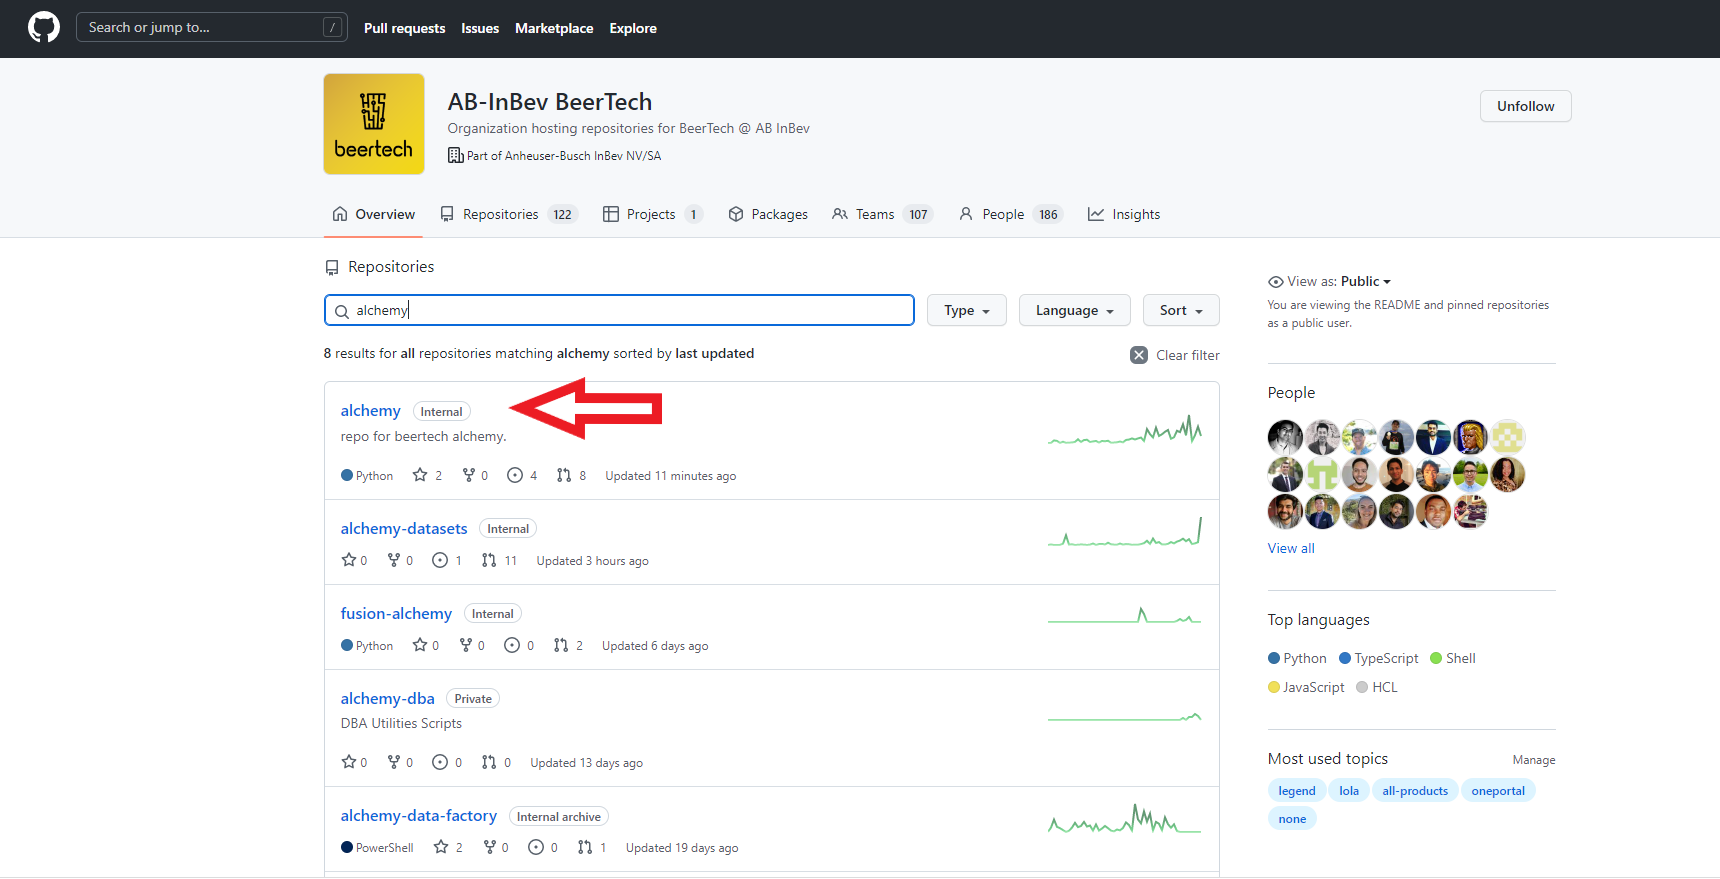 Search or jump to... /
Pull requests Issues Marketplace Explore
beertech
AB-InBev BeerTech
Organization hosting repositories for BeerTech @ AB InBev
Part of Anheuser-Busch InBev NV/SA
Unfollow
Overview Repositories 122 Projects 1 Packages Teams 107 People 186 Insights
Repositories
alchemy
Type Language Sort
8 results for all repositories matching alchemy sorted by last updated
Clear filter
alchemy Internal
repo for beertech alchemy.
Python 2 0 4 8 Updated 11 minutes ago
alchemy-datasets Internal
0 0 1 11 Updated 3 hours ago
fusion-alchemy Internal
Python 0 0 0 2 Updated 6 days ago
alchemy-dba Private
DBA Utilities Scripts
0 0 0 0 Updated 13 days ago
alchemy-data-factory Internal archive
PowerShell 2 0 0 1 Updated 19 days ago
View as: Public
You are viewing the README and pinned repositories
as a public user.
People
View all
Top languages
Python TypeScript Shell
JavaScript HCL
Most used topics Manage
legend lola all-products oneportal
none